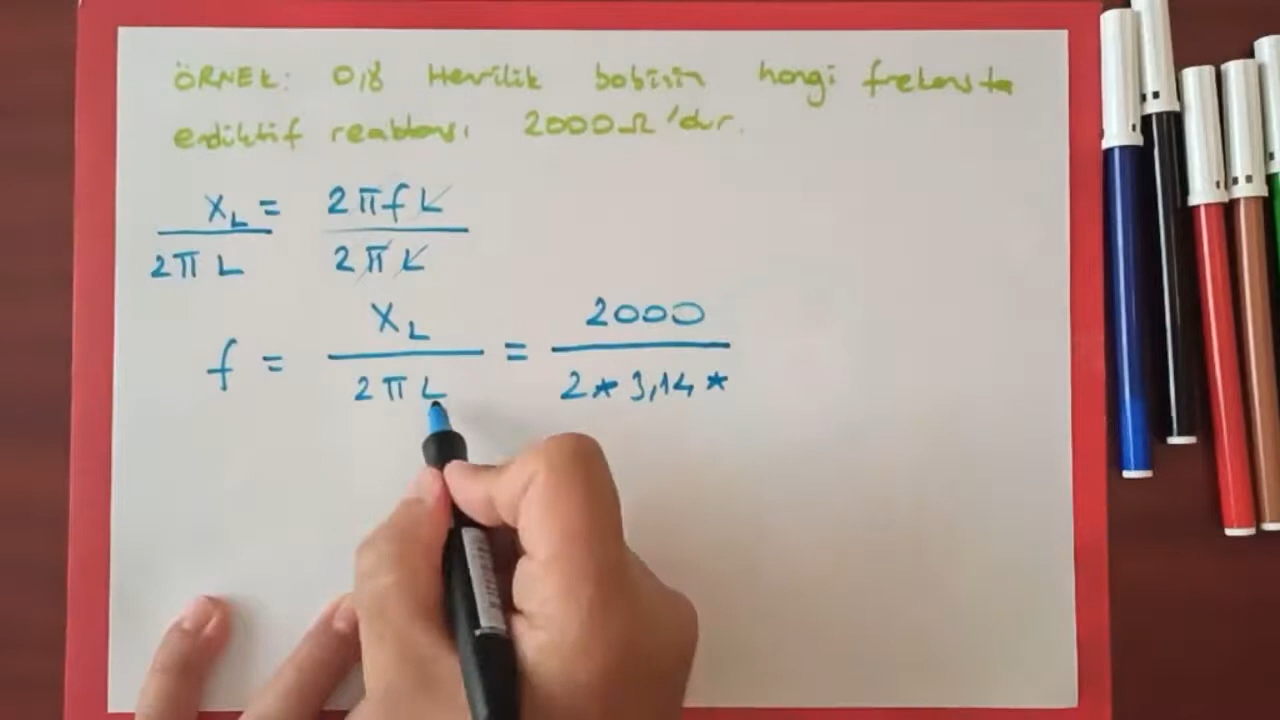 ÖRNEK: 0,8 Henrilik bobinin hangi frekansta
endüktif reaktansı 2000Ω'dur.
X_L = 2πfL
2πL 2πL
f = X_L / 2πL = 2000 / 2*3,14*